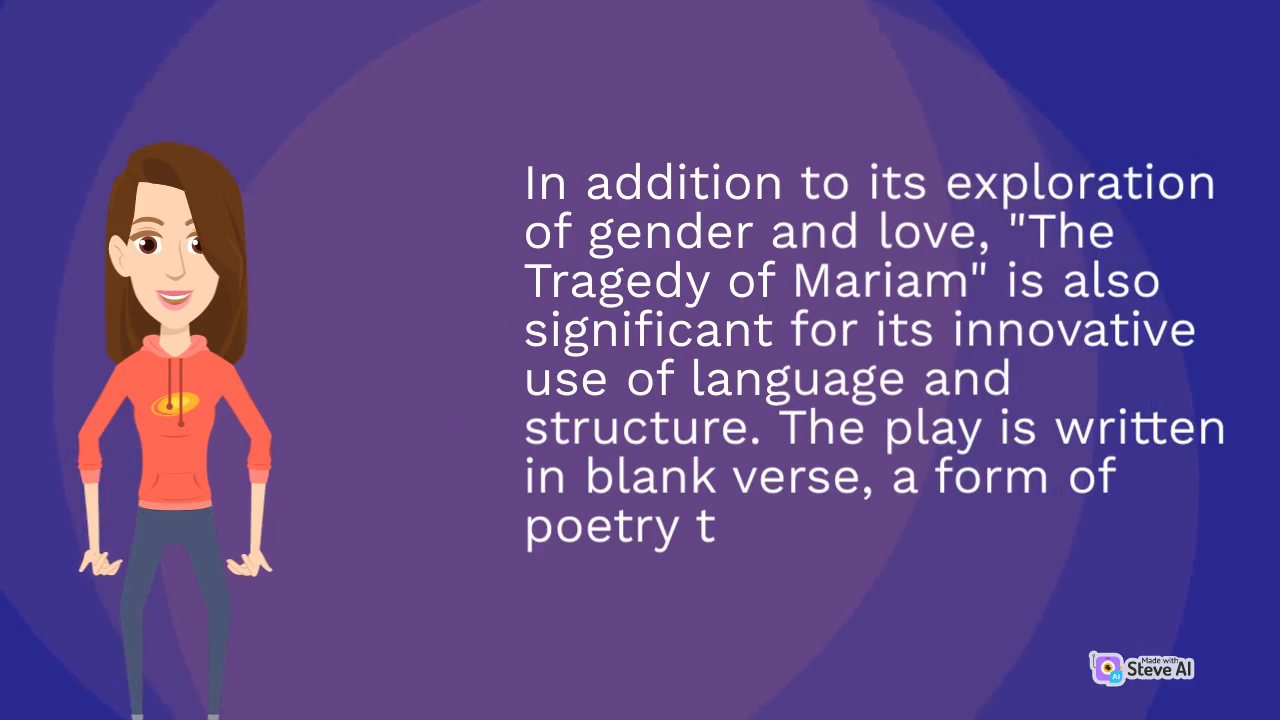 In addition to its exploration
of gender and love, "The
Tragedy of Mariam" is also
significant for its innovative
use of language and
structure. The play is written
in blank verse, a form of
poetry t
Made with
Steve AI
AI